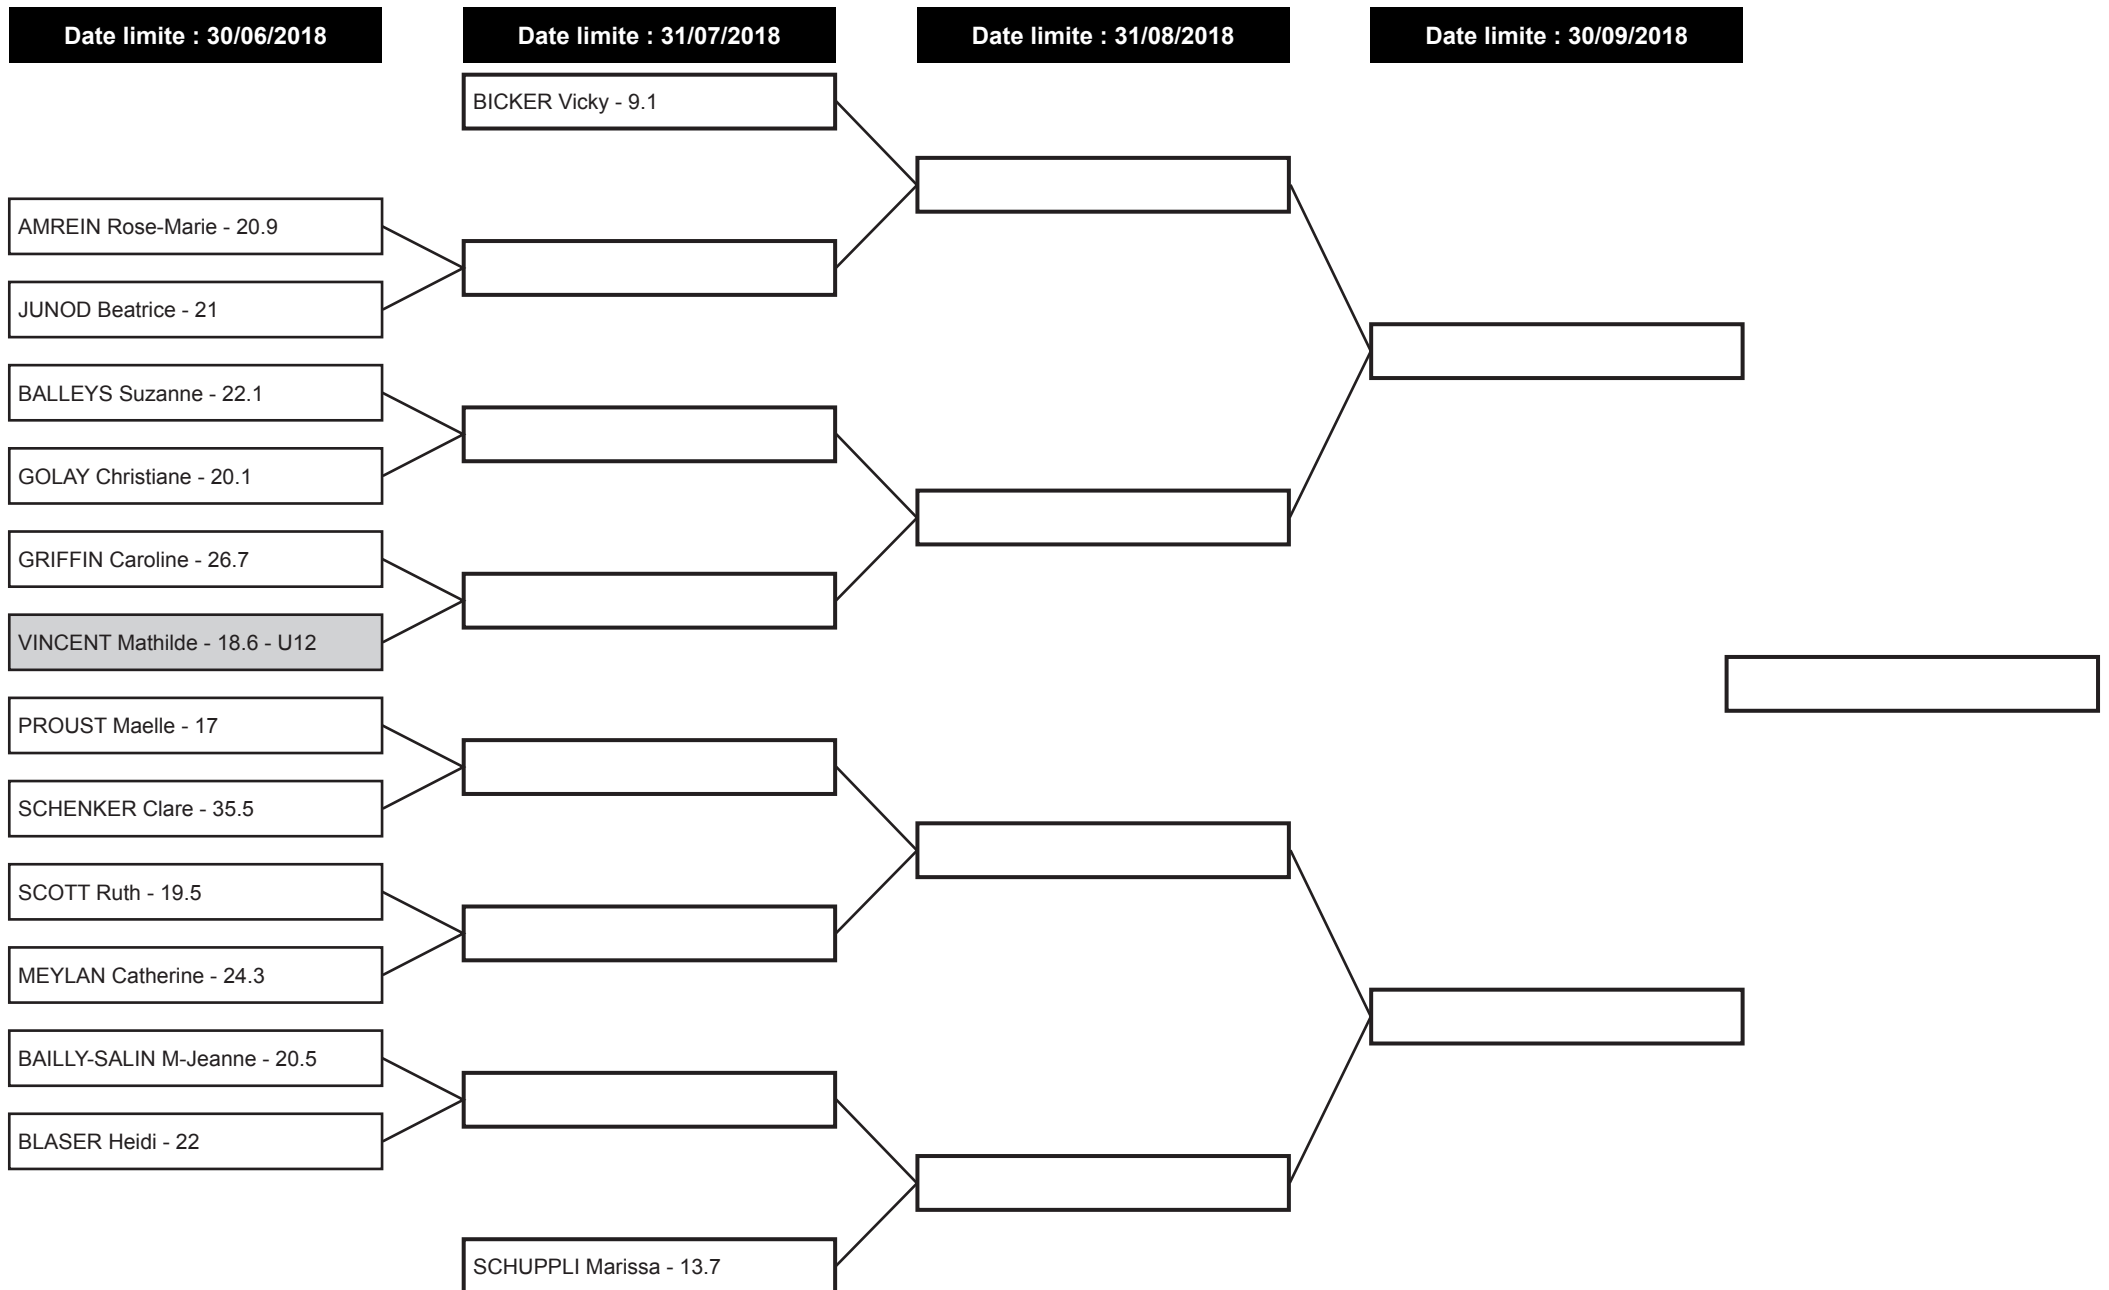 Date limite : 30/06/2018
Date limite : 31/07/2018
Date limite : 31/08/2018
Date limite : 30/09/2018
BICKER Vicky - 9.1
AMREIN Rose-Marie - 20.9
JUNOD Beatrice - 21
BALLEYS Suzanne - 22.1
GOLAY Christiane - 20.1
GRIFFIN Caroline - 26.7
VINCENT Mathilde - 18.6 - U12
PROUST Maelle - 17
SCHENKER Clare - 35.5
SCOTT Ruth - 19.5
MEYLAN Catherine - 24.3
BAILLY-SALIN M-Jeanne - 20.5
BLASER Heidi - 22
SCHUPPLI Marissa - 13.7